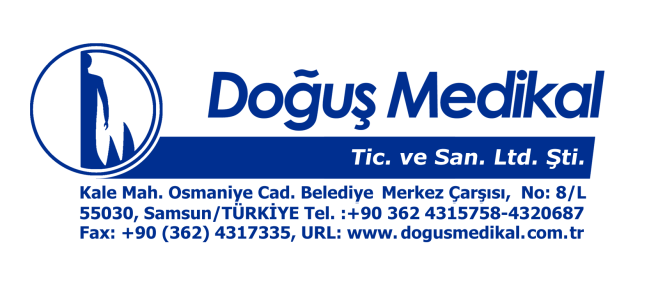 Doğuş Medikal
Tic. ve San. Ltd. Şti.
Kale Mah. Osmaniye Cad. Belediye Merkez Çarşısı, No: 8/L
55030, Samsun/TÜRKİYE Tel. :+90 362 4315758-4320687
Fax: +90 (362) 4317335, URL: www.dogusmedikal.com.tr